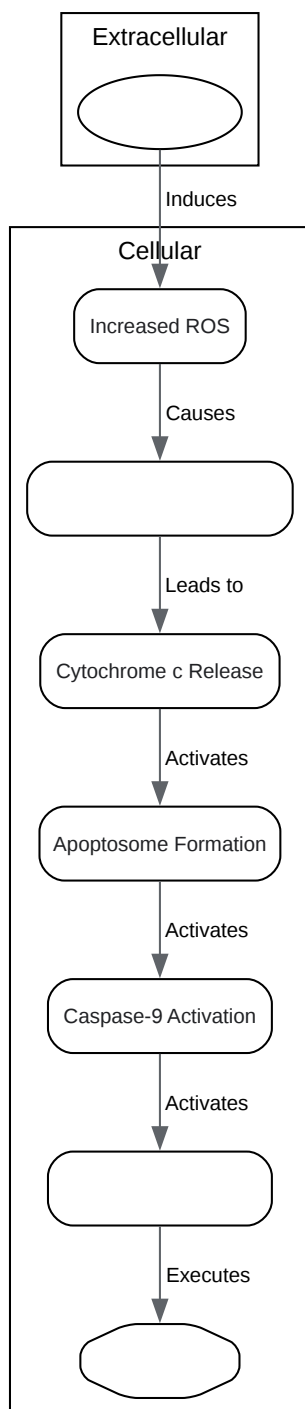 Extracellular
Induces
Cellular
Increased ROS
Causes
Leads to
Cytochrome c Release
Activates
Apoptosome Formation
Activates
Caspase-9 Activation
Activates
Executes